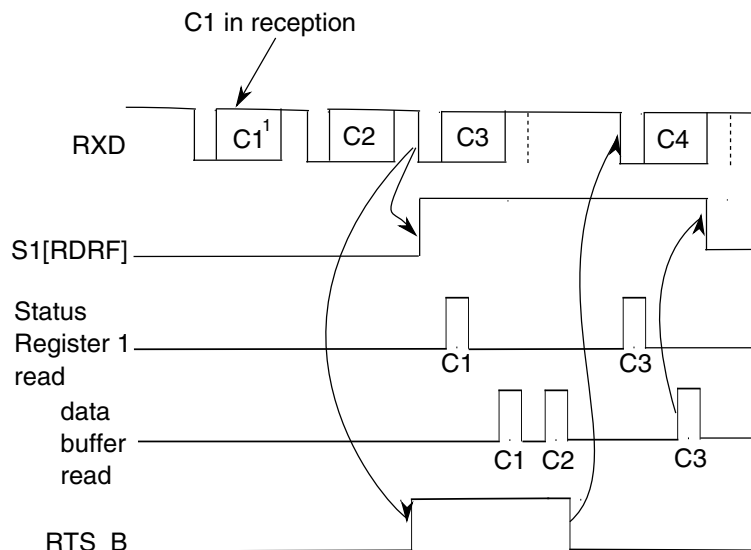 C1 in reception
RXD
C1 1
C2
C3
C4
S1[RDRF]
Status
Register 1
read
C1
C3
data
buffer
read
C1
C2
C3
RTS_B